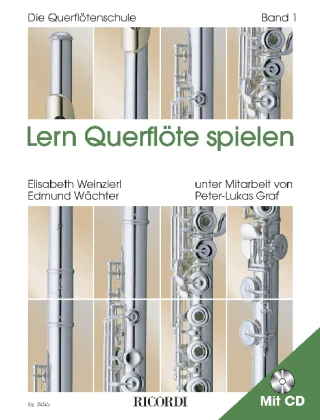 Die Querflötenschule Band 1
Lern Querflöte spielen
Elisabeth Weinzierl unter Mitarbeit von
Edmund Wächter Peter-Lukas Graf
RICORDI
Mit CD